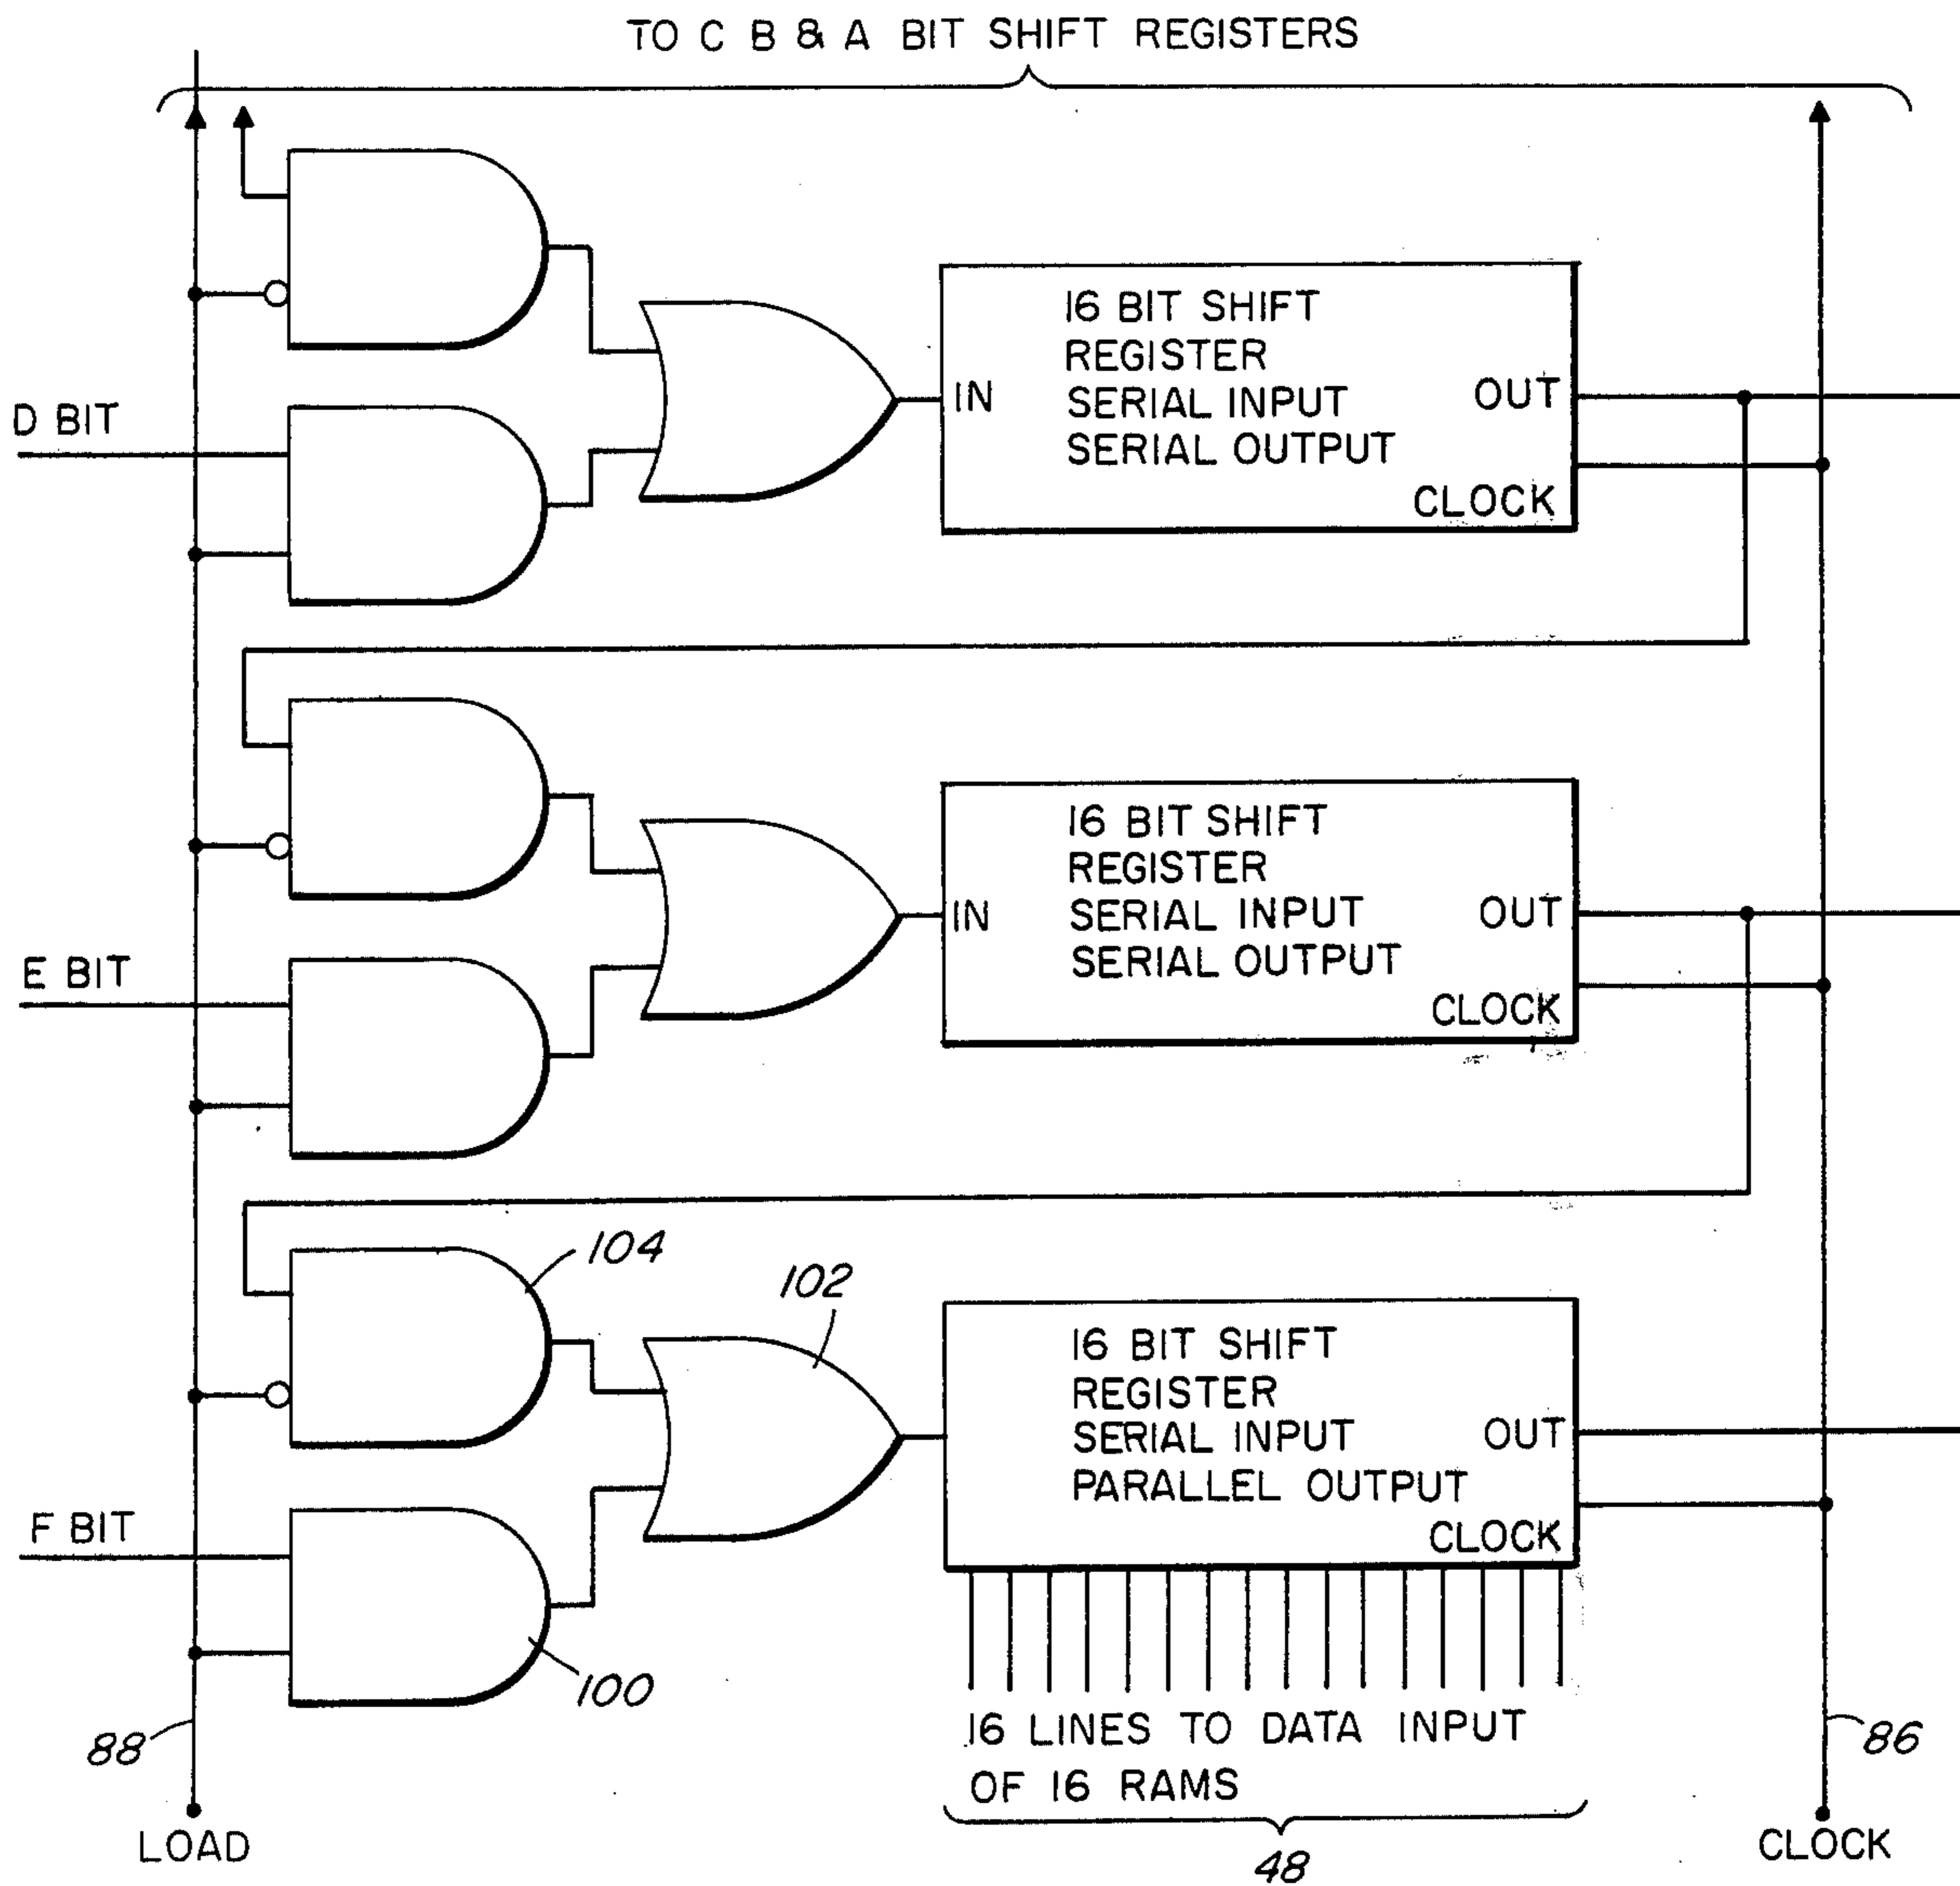 TO C B & A BIT SHIFT REGISTERS
D BIT
IN
16 BIT SHIFT
REGISTER
SERIAL INPUT
SERIAL OUTPUT
OUT
CLOCK
E BIT
IN
16 BIT SHIFT
REGISTER
SERIAL INPUT
SERIAL OUTPUT
OUT
CLOCK
104
102
F BIT
16 BIT SHIFT
REGISTER
SERIAL INPUT
PARALLEL OUTPUT
OUT
CLOCK
100
88
16 LINES TO DATA INPUT
OF 16 RAMS
86
LOAD
48
CLOCK